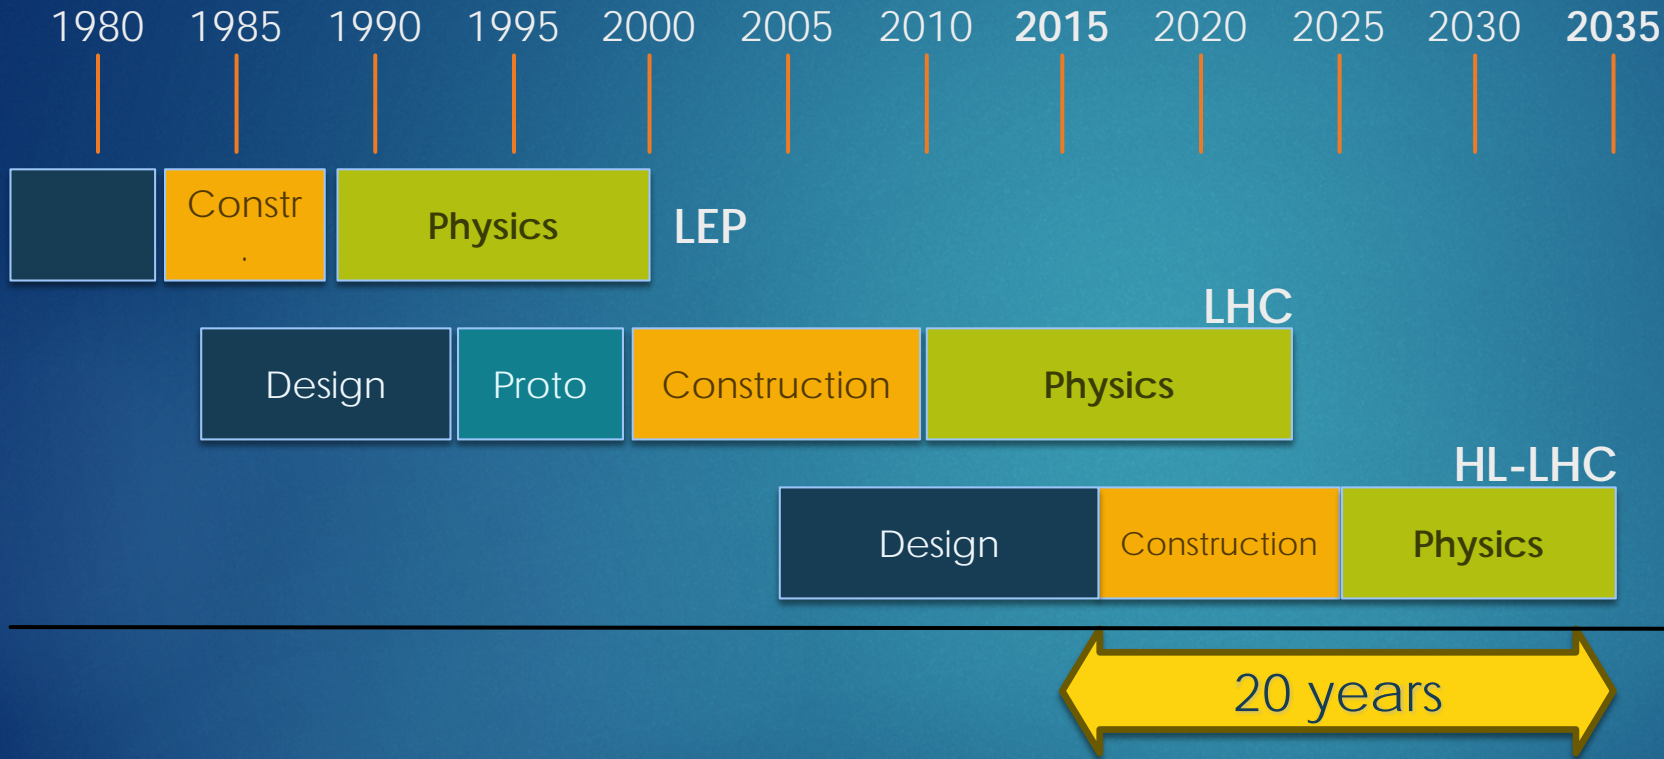 1980 1985 1990 1995 2000 2005 2010 2015 2020 2025 2030 2035
Constr
.
Physics
LEP
LHC
Design Proto Construction Physics
HL-LHC
Design Construction Physics
20 years